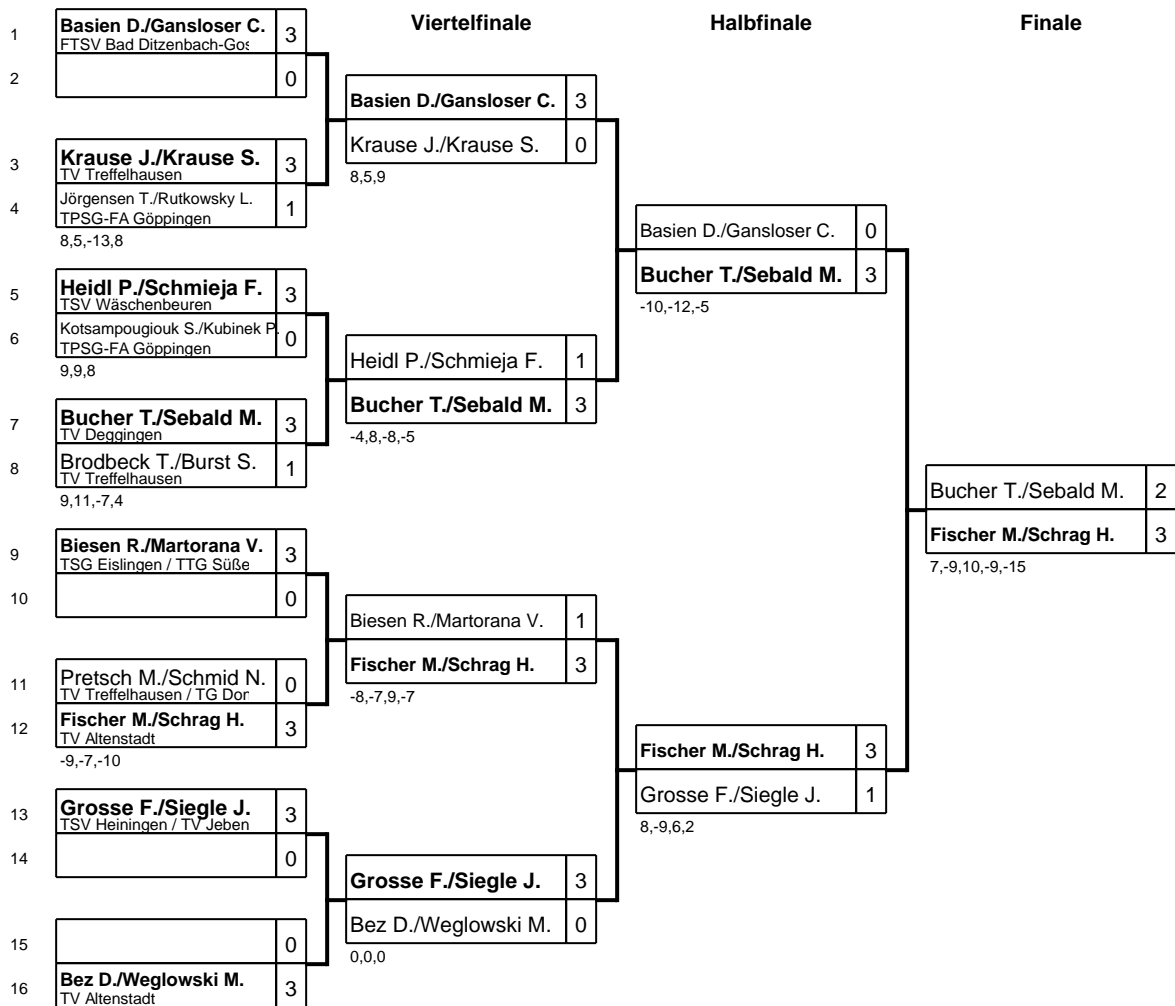 Viertelfinale
Halbfinale
Finale
1
Basien D./Gansloser C. 3
FTSV Bad Ditzenbach-Gos
2
0
3
Krause J./Krause S. 3
TV Treffelhausen
4
Jörgensen T./Rutkowsky L. 1
TPSG-FA Göppingen
8,5,-13,8
5
Heidl P./Schmieja F. 3
TSV Wäschenbeuren
6
Kotsampougiouk S./Kubinek P. 0
TPSG-FA Göppingen
9,9,8
7
Bucher T./Sebald M. 3
TV Deggingen
8
Brodbeck T./Burst S. 1
TV Treffelhausen
9,11,-7,4
9
Biesen R./Martorana V. 3
TSG Eislingen / TTG Süße
10
0
11
Pretsch M./Schmid N. 0
TV Treffelhausen / TG Don
12
Fischer M./Schrag H. 3
TV Altenstadt
-9,-7,-10
13
Grosse F./Siegle J. 3
TSV Heiningen / TV Jeben
14
0
15
0
16
Bez D./Weglowski M. 3
TV Altenstadt
Basien D./Gansloser C. 3
Krause J./Krause S. 0
8,5,9
Heidl P./Schmieja F. 1
Bucher T./Sebald M. 3
-4,8,-8,-5
Biesen R./Martorana V. 1
Fischer M./Schrag H. 3
-8,-7,9,-7
Grosse F./Siegle J. 3
Bez D./Weglowski M. 0
0,0,0
Basien D./Gansloser C. 0
Bucher T./Sebald M. 3
-10,-12,-5
Fischer M./Schrag H. 3
Grosse F./Siegle J. 1
8,-9,6,2
Bucher T./Sebald M. 2
Fischer M./Schrag H. 3
7,-9,10,-9,-15